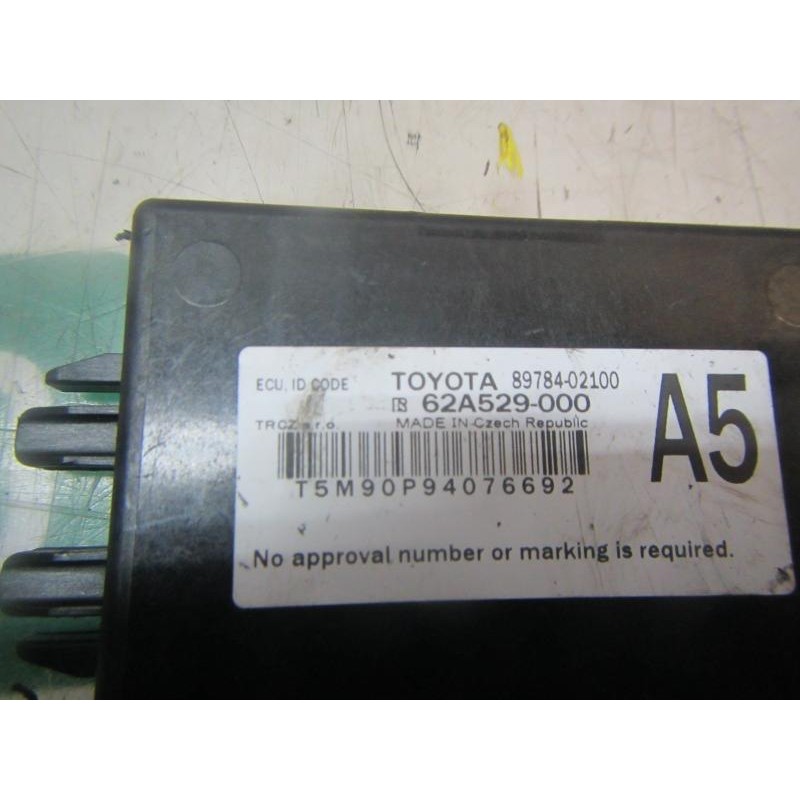 ECU. ID CODE TOYOTA 89784-02100
62A529-000
TRCZ s.r.o. MADE IN Czech Republic
A5
T5M90P94076692
No approval number or marking is required.